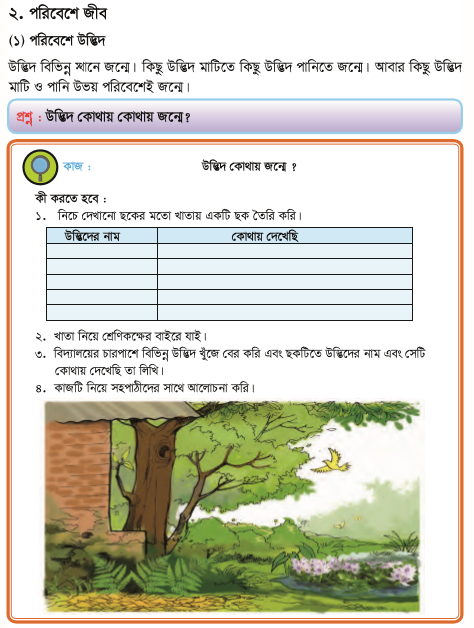 ২. পরিবেশে জীব
(১) পরিবেশে উদ্ভিদ
উদ্ভিদ বিভিন্ন স্থানে জন্মে। কিছু উদ্ভিদ মাটিতে কিছু উদ্ভিদ পানিতে জন্মে। আবার কিছু উদ্ভিদ
মাটি ও পানি উভয় পরিবেশেই জন্মে।
প্রশ্ন : উদ্ভিদ কোথায় কোথায় জন্মে?
কাজ : উদ্ভিদ কোথায় জন্মে ?
কী করতে হবে :
১. নিচে দেখানো ছকের মতো খাতায় একটি ছক তৈরি করি।
উদ্ভিদের নাম কোথায় দেখেছি
২. খাতা নিয়ে শ্রেণিকক্ষের বাইরে যাই।
৩. বিদ্যালয়ের চারপাশে বিভিন্ন উদ্ভিদ খুঁজে বের করি এবং ছকটিতে উদ্ভিদের নাম এবং সেটি
কোথায় দেখেছি তা লিখি।
৪. কাজটি নিয়ে সহপাঠীদের সাথে আলোচনা করি।